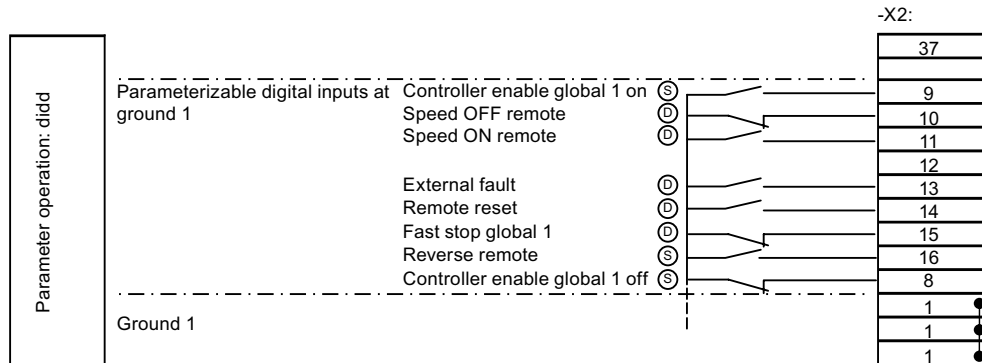 -X2:
37
Parameter operation: didd
Parameterizable digital inputs at
ground 1
Controller enable global 1 on S 9
Speed OFF remote D 10
Speed ON remote D 11
12
External fault D 13
Remote reset D 14
Fast stop global 1 D 15
Reverse remote S 16
Controller enable global 1 off S 8
Ground 1
1
1
1